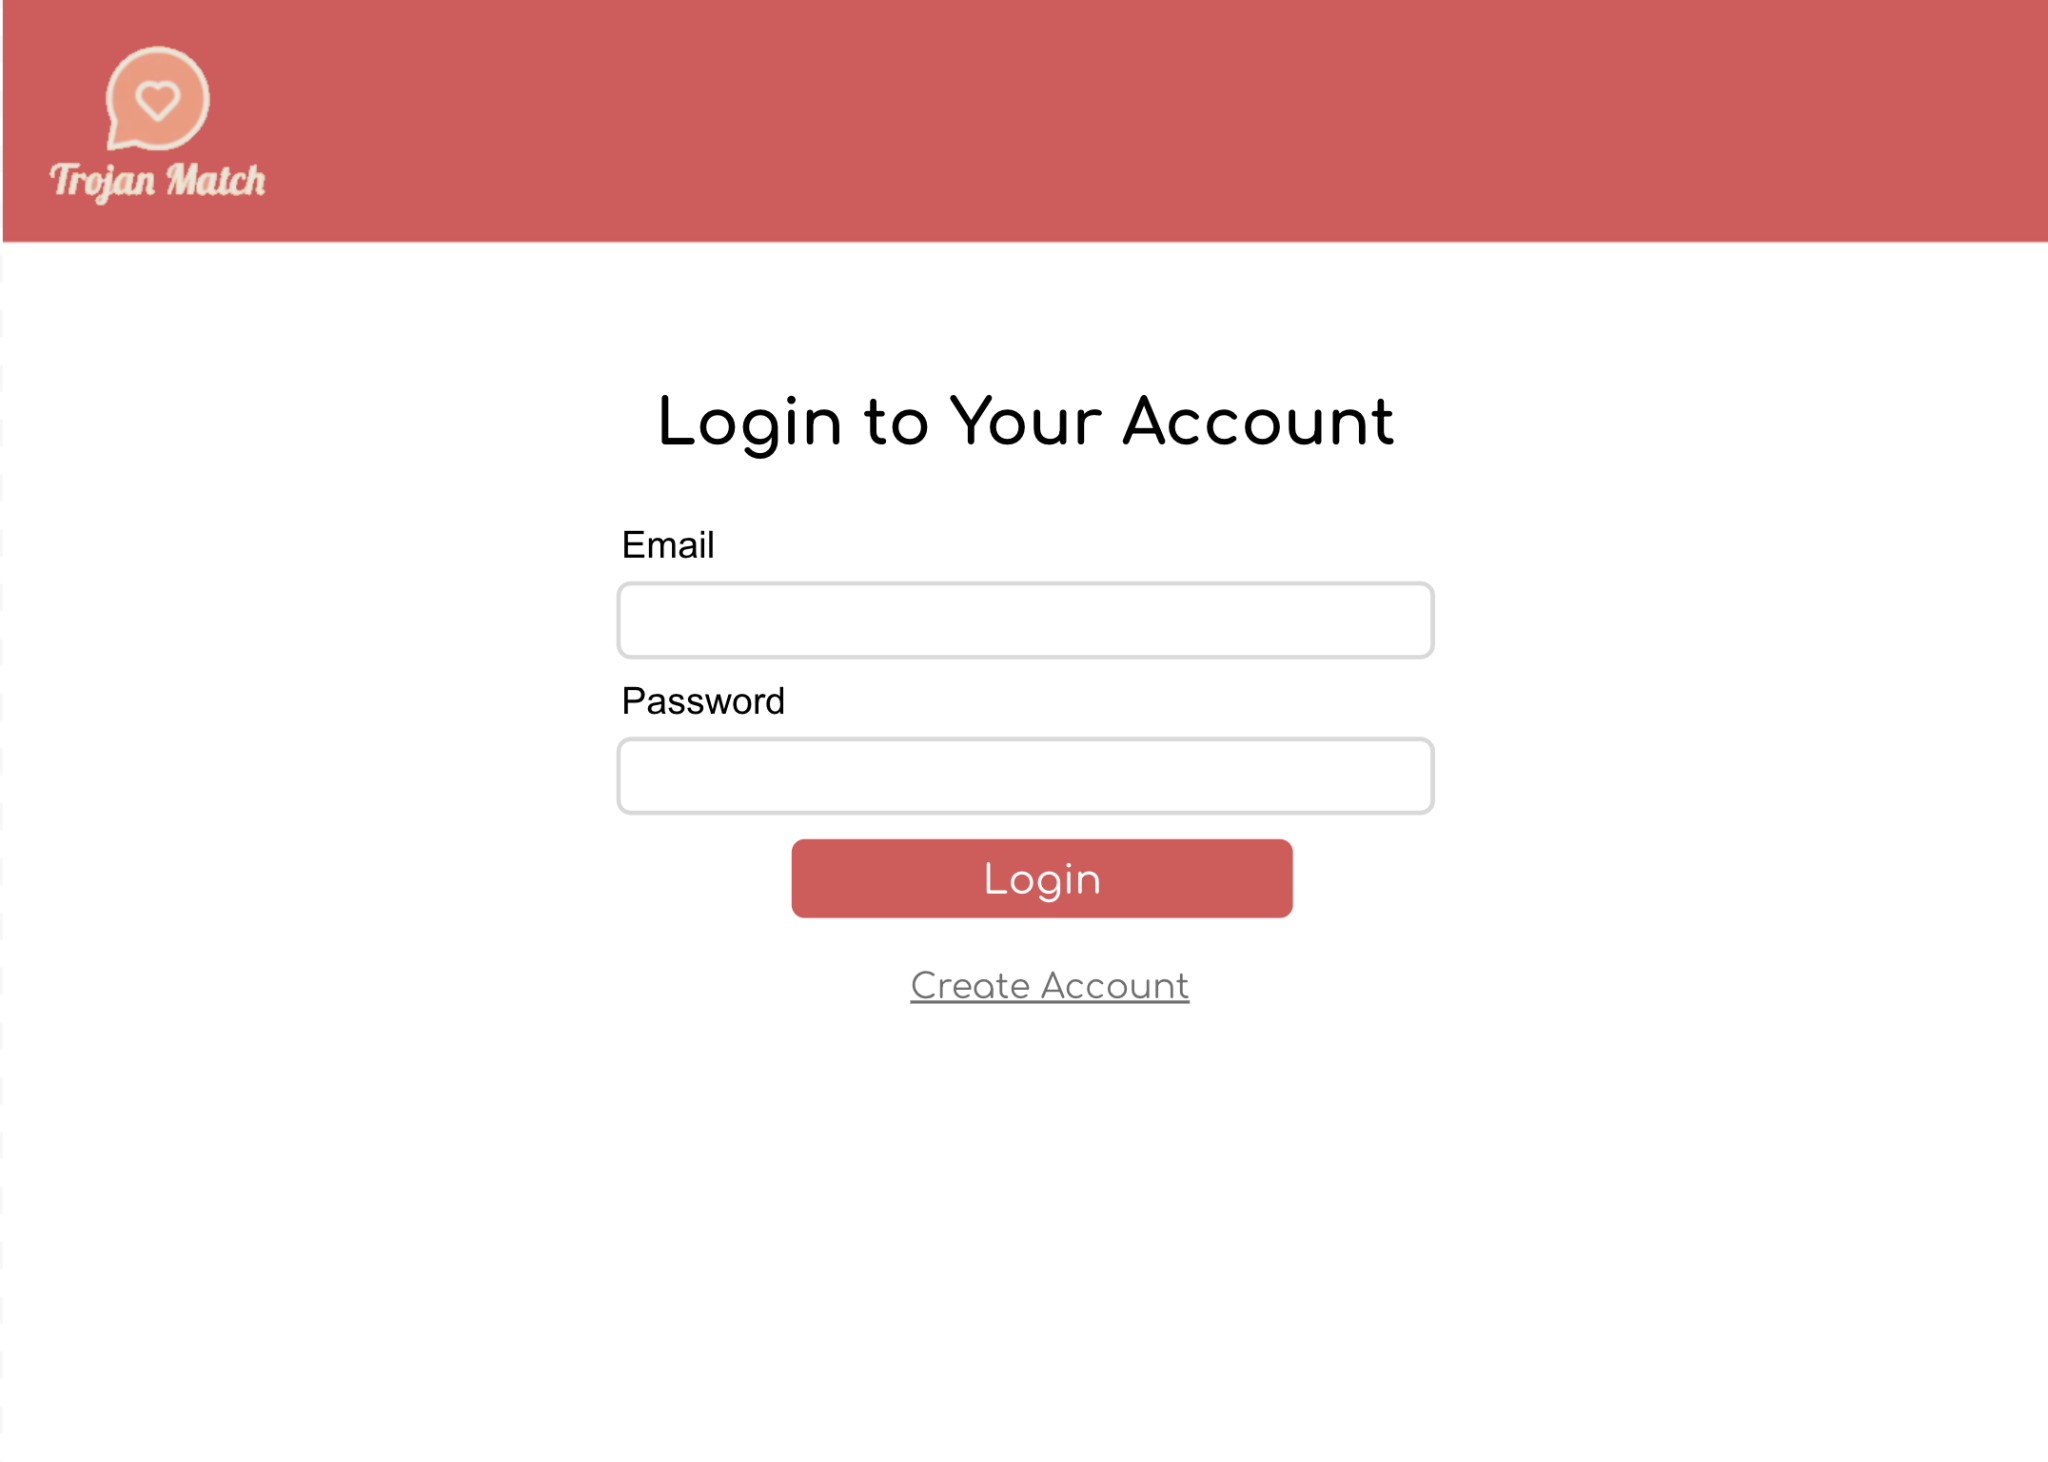 Trojan Match
Login to Your Account
Email
Password
Login
Create Account